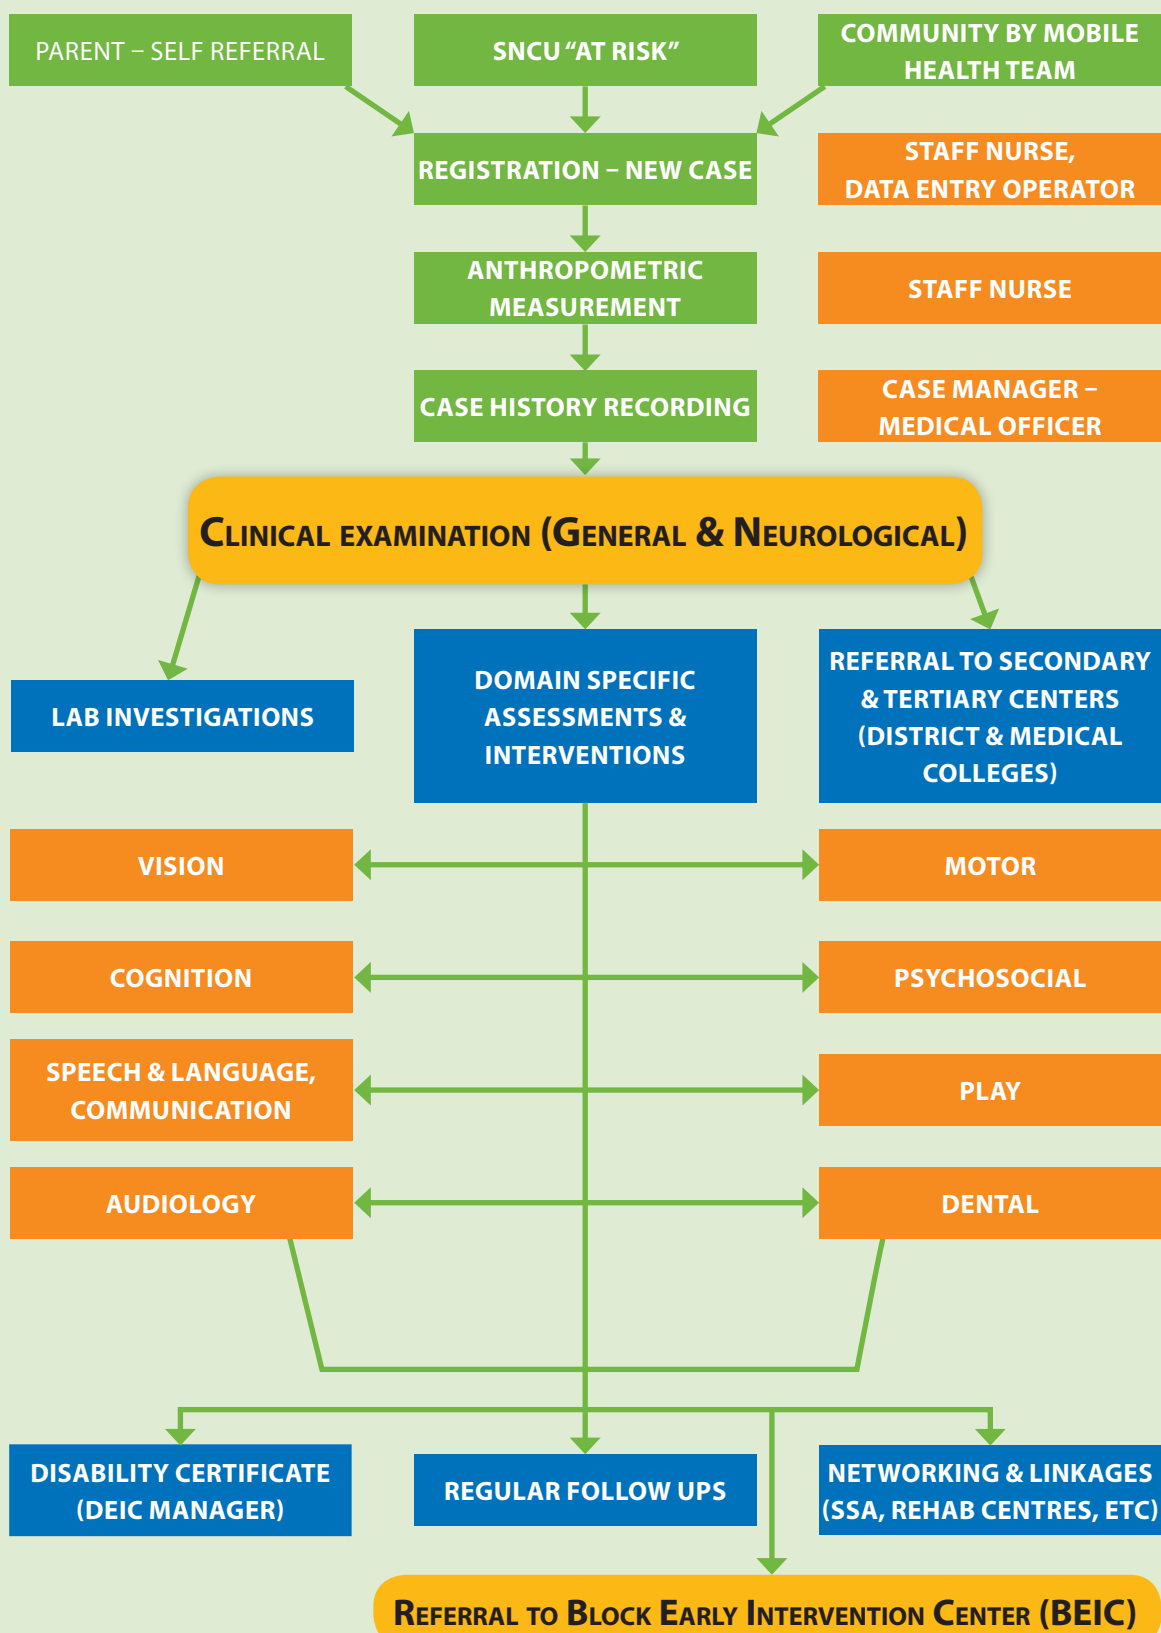 PARENT – SELF REFERRAL
SNCU “AT RISK”
COMMUNITY BY MOBILE
HEALTH TEAM
REGISTRATION – NEW CASE
STAFF NURSE,
DATA ENTRY OPERATOR
ANTHROPOMETRIC
MEASUREMENT
STAFF NURSE
CASE HISTORY RECORDING
CASE MANAGER –
MEDICAL OFFICER
CLINICAL EXAMINATION (GENERAL & NEUROLOGICAL)
LAB INVESTIGATIONS
DOMAIN SPECIFIC
ASSESSMENTS &
INTERVENTIONS
REFERRAL TO SECONDARY
& TERTIARY CENTERS
(DISTRICT & MEDICAL
COLLEGES)
VISION
MOTOR
COGNITION
PSYCHOSOCIAL
SPEECH & LANGUAGE,
COMMUNICATION
PLAY
AUDIOLOGY
DENTAL
DISABILITY CERTIFICATE
(DEIC MANAGER)
REGULAR FOLLOW UPS
NETWORKING & LINKAGES
(SSA, REHAB CENTRES, ETC)
REFERRAL TO BLOCK EARLY INTERVENTION CENTER (BEIC)